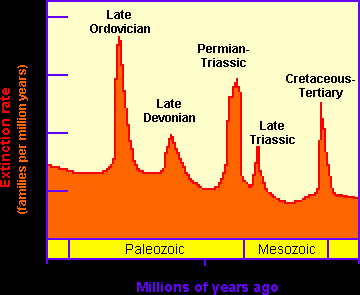 Late
Ordovician
Permian-
Triassic
Cretaceous-
Tertiary
Late
Devonian
Late
Triassic
Extinction rate
(families per million years)
Paleozoic
Mesozoic
Millions of years ago